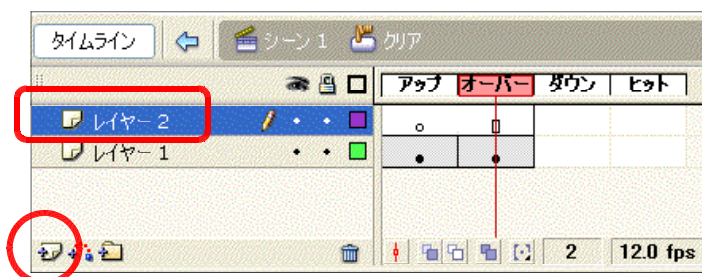 タイムライン シーン 1 クリア
アップ オーバー ダウン ヒット
レイヤー 2
レイヤー 1
2 12.0 fps